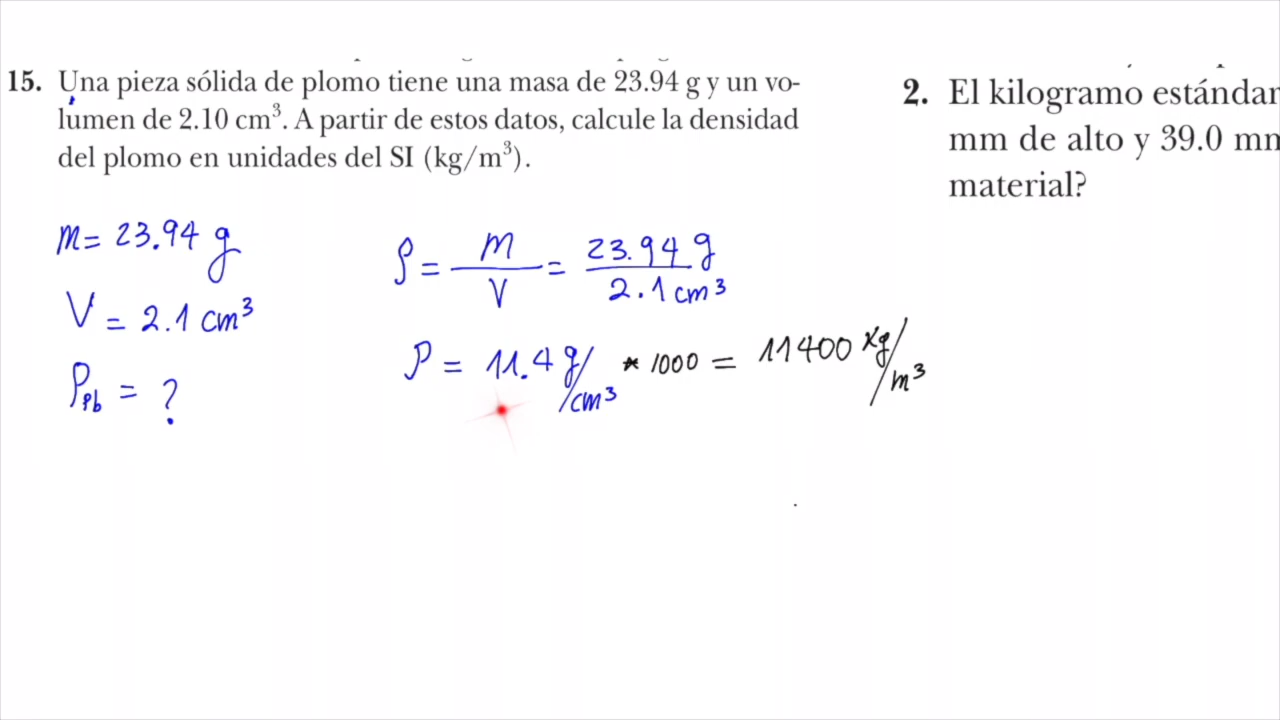 15. Una pieza sólida de plomo tiene una masa de 23.94 g y un vo-
lumen de 2.10 cm³. A partir de estos datos, calcule la densidad
del plomo en unidades del SI (kg/m³).
2. El kilogramo estándar
mm de alto y 39.0 mm
material?
m = 23.94 g
V = 2.1 cm³
ρPb = ?
ρ = m/V = 23.94 g / 2.1 cm³
ρ = 11.4 g/cm³ * 1000 = 11400 kg/m³